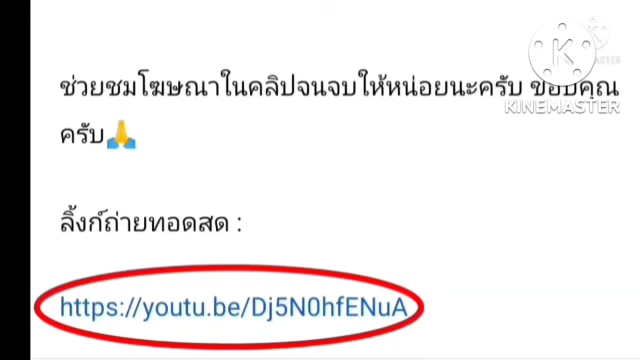 ช่วยชมโฆษณาในคลิปจนจบให้หน่อยนะครับ ขอบคุณ
ครับ🙏
ลิ้งก์ถ่ายทอดสด :
https://youtu.be/Dj5N0hfENuA
KINEMASTER